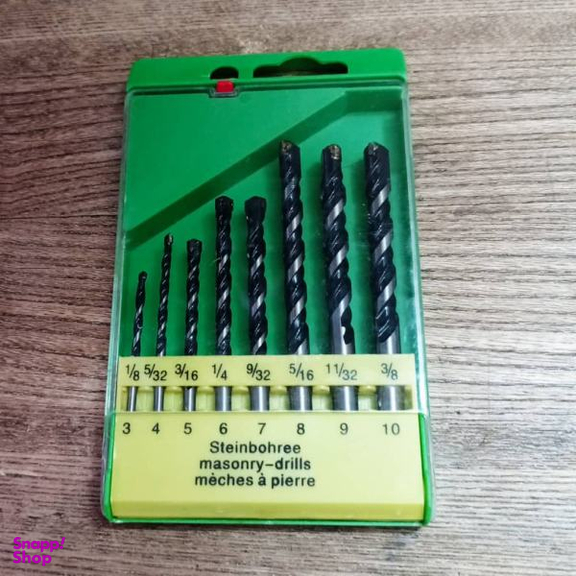 1/8 5/32 3/16 1/4 9/32 5/16 11/32 3/8
3 4 5 6 7 8 9 10
Steinbohree
masonry-drills
mèches à pierre
Snapp!
Shop